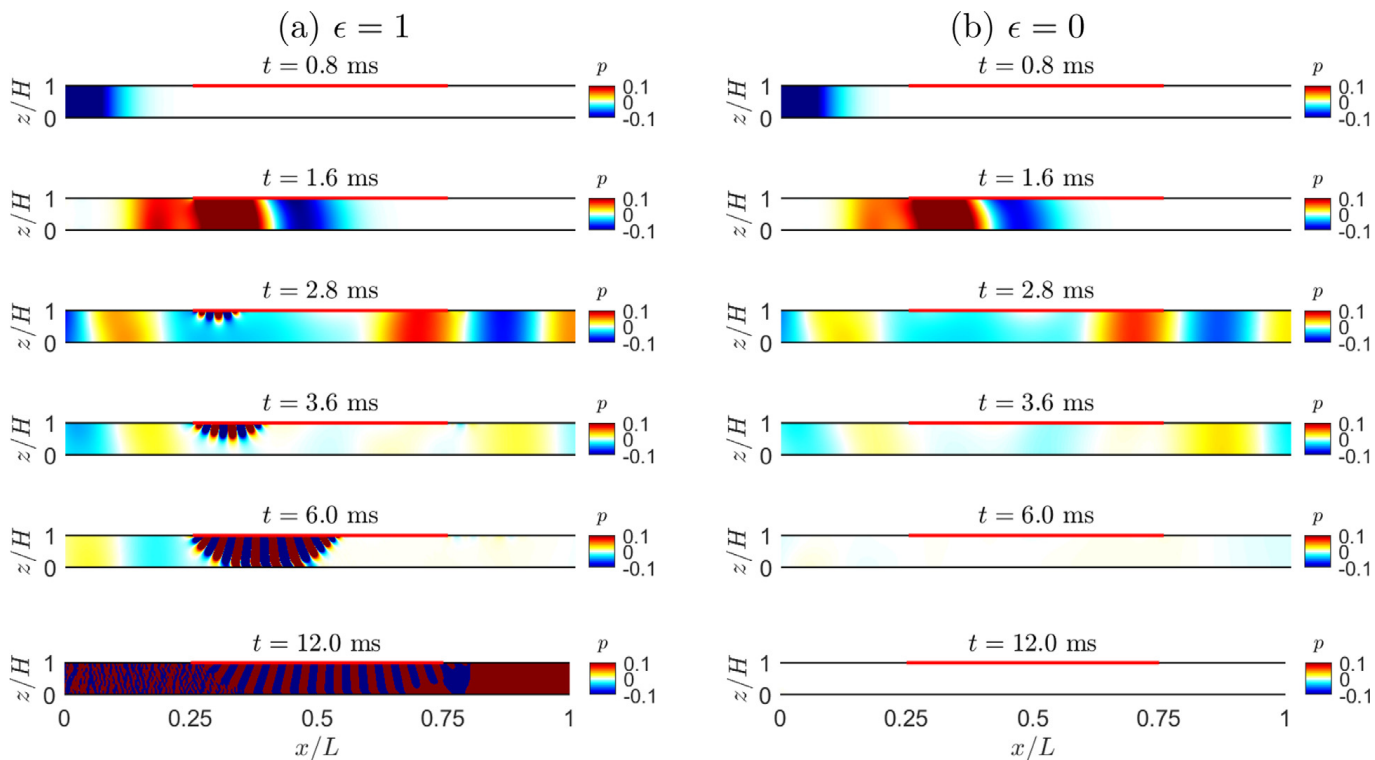 (a) ϵ = 1
(b) ϵ = 0
t = 0.8 ms
z/H
1
0
p
0.1
0
-0.1
t = 0.8 ms
z/H
1
0
p
0.1
0
-0.1
t = 1.6 ms
z/H
1
0
p
0.1
0
-0.1
t = 1.6 ms
z/H
1
0
p
0.1
0
-0.1
t = 2.8 ms
z/H
1
0
p
0.1
0
-0.1
t = 2.8 ms
z/H
1
0
p
0.1
0
-0.1
t = 3.6 ms
z/H
1
0
p
0.1
0
-0.1
t = 3.6 ms
z/H
1
0
p
0.1
0
-0.1
t = 6.0 ms
z/H
1
0
p
0.1
0
-0.1
t = 6.0 ms
z/H
1
0
p
0.1
0
-0.1
t = 12.0 ms
z/H
1
0
p
0.1
0
-0.1
0 0.25 0.5 0.75 1
x/L
t = 12.0 ms
z/H
1
0
p
0.1
0
-0.1
0 0.25 0.5 0.75 1
x/L